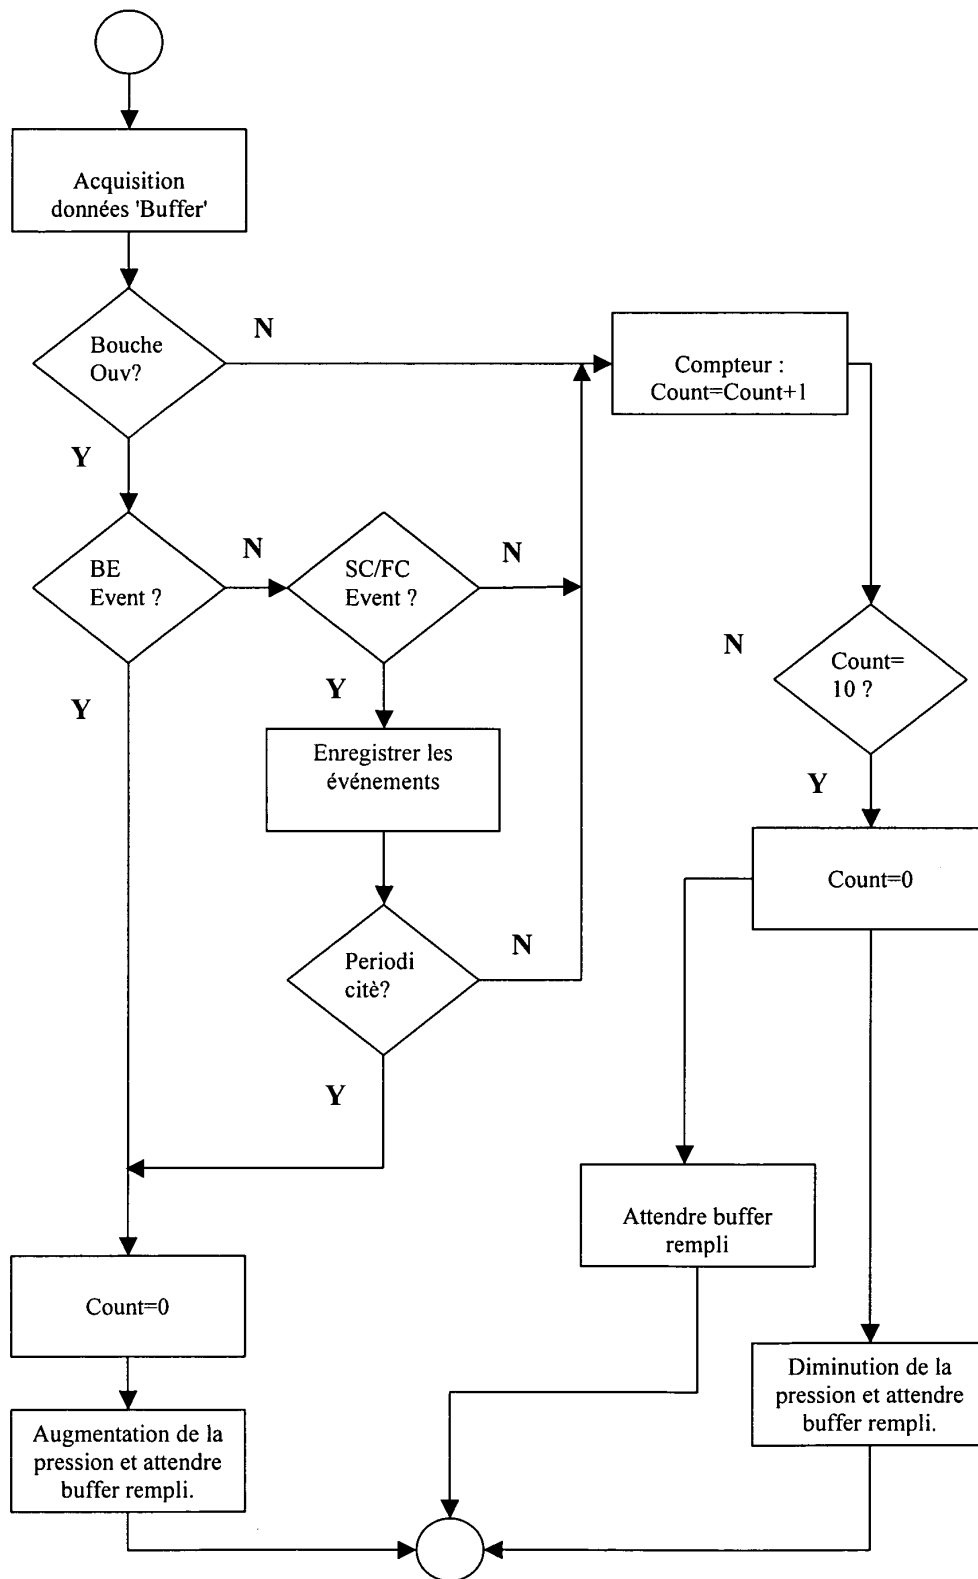 Acquisition
données 'Buffer'
Bouche
Ouv?
N
Y
Compteur :
Count=Count+1
BE
Event ?
N
Y
SC/FC
Event ?
N
Y
Count=
10 ?
N
Y
Enregistrer les
événements
Count=0
Periodi
citè?
N
Y
Attendre buffer
rempli
Count=0
Diminution de la
pression et attendre
buffer rempli.
Augmentation de la
pression et attendre
buffer rempli.